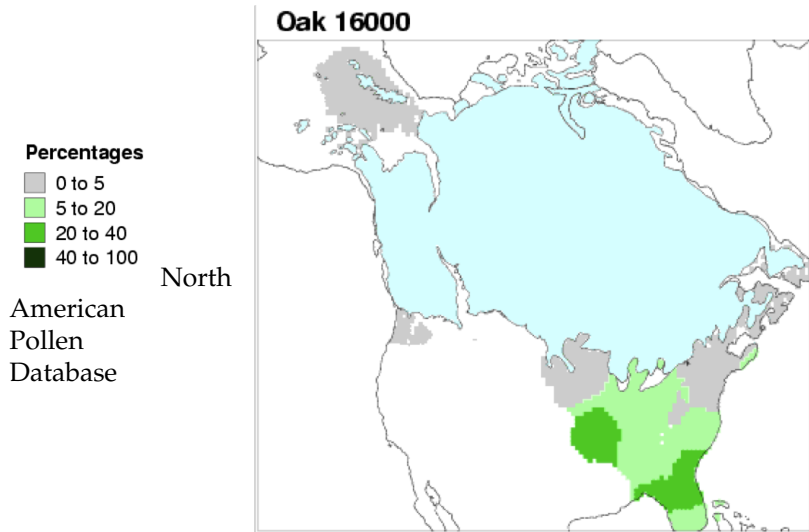 Oak 16000
Percentages
0 to 5
5 to 20
20 to 40
40 to 100
North
American
Pollen
Database